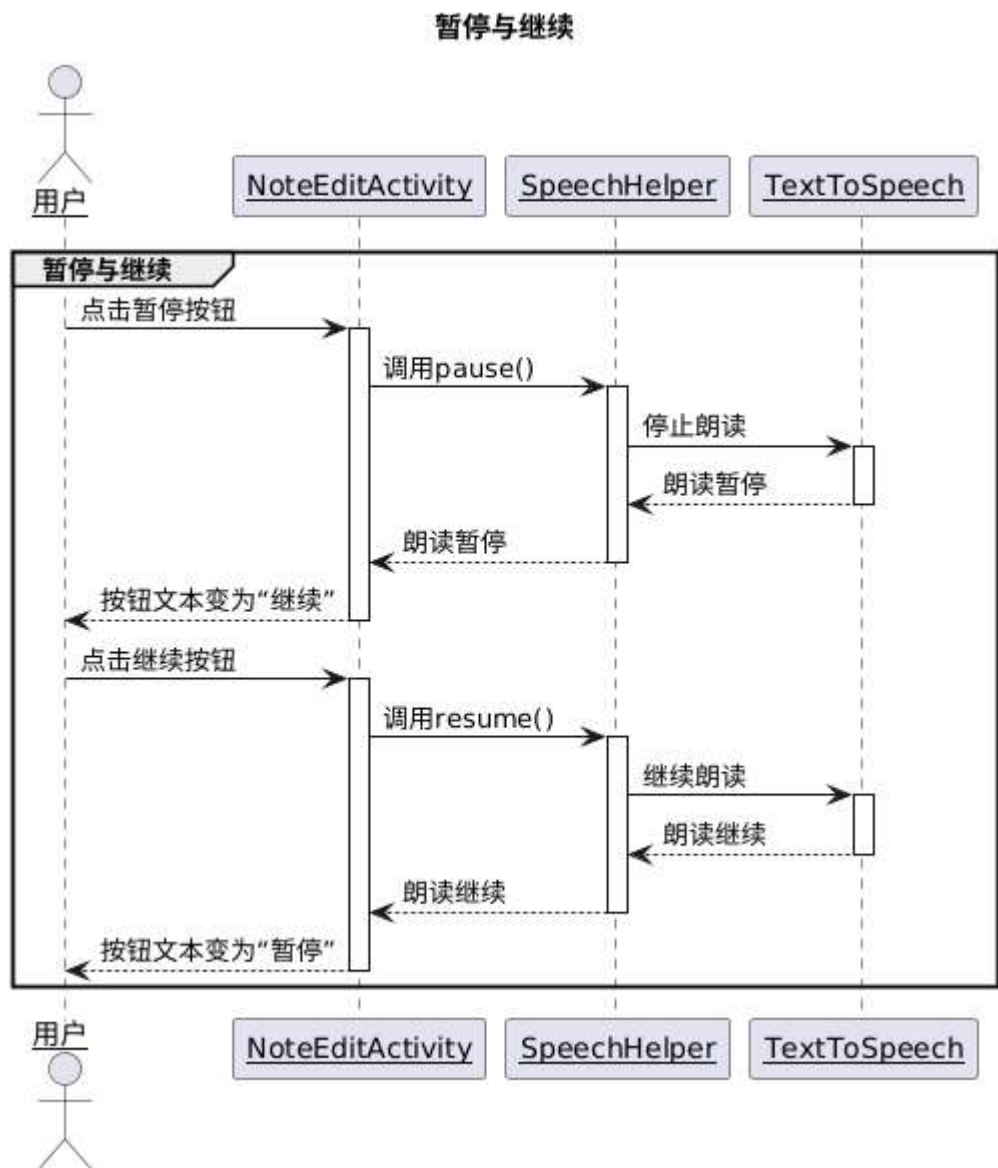 暂停与继续
用户
NoteEditActivity
SpeechHelper
TextToSpeech
暂停与继续
点击暂停按钮
调用pause()
停止朗读
朗读暂停
朗读暂停
按钮文本变为“继续”
点击继续按钮
调用resume()
继续朗读
朗读继续
朗读继续
按钮文本变为“暂停”
用户
NoteEditActivity
SpeechHelper
TextToSpeech